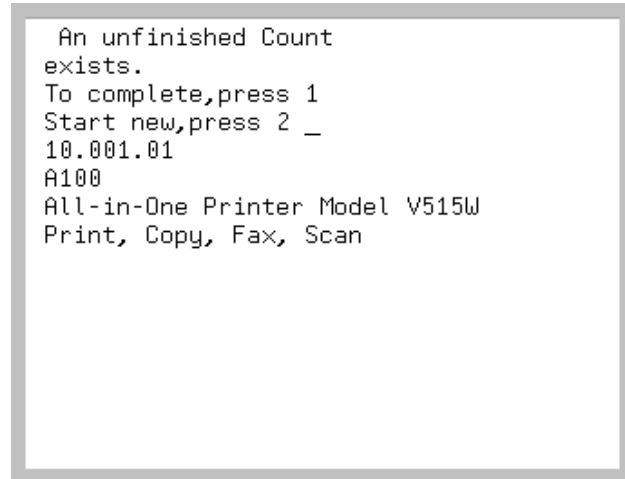 An unfinished Count
exists.
To complete,press 1
Start new,press 2 _
10.001.01
A100
All-in-One Printer Model V515W
Print, Copy, Fax, Scan